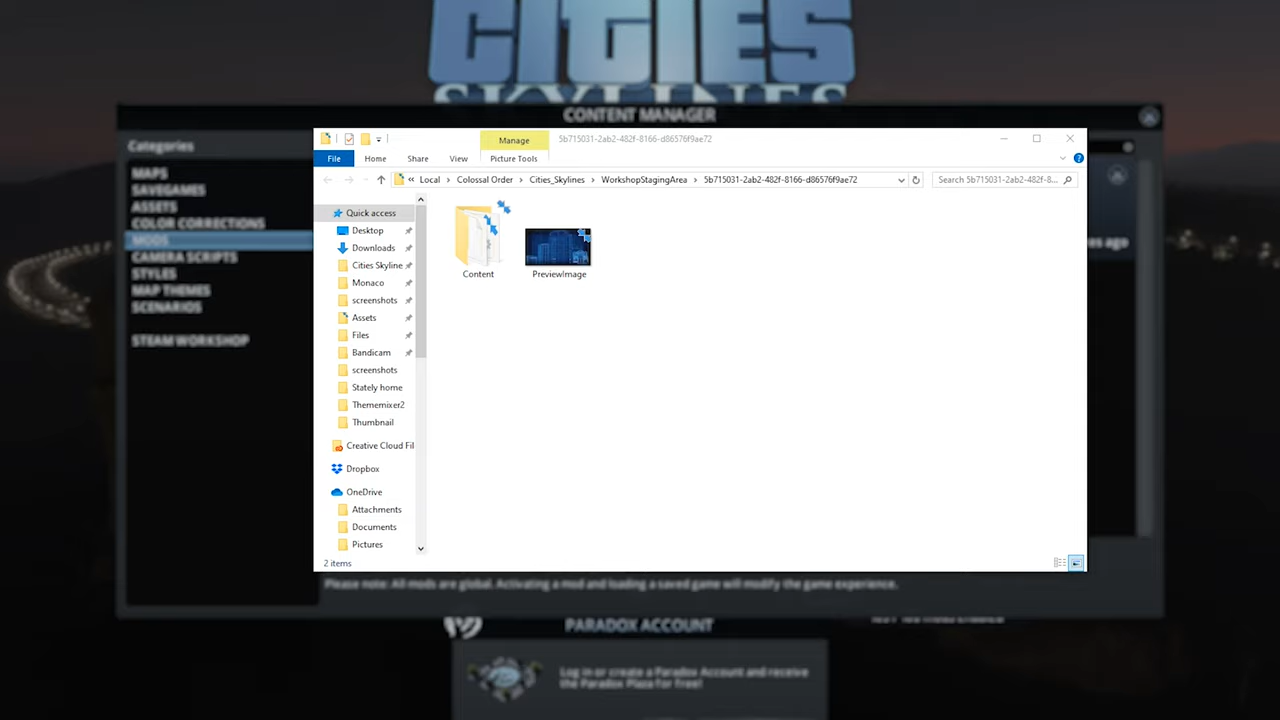 CITIES
SKYLINES
CONTENT MANAGER
Categories
MAPS
SAVEGAMES
ASSETS
COLOR CORRECTIONS
MODS
CAMERA SCRIPTS
STYLES
MAP THEMES
SCENARIOS
STEAM WORKSHOP
Manage
5b715031-2ab2-482f-8166-d86576f9ae72
File Home Share View Picture Tools
« Local > Colossal Order > Cities_Skylines > WorkshopStagingArea > 5b715031-2ab2-482f-8166-d86576f9ae72
Search 5b715031-2ab2-482f-8...
Quick access
Desktop
Downloads
Cities Skyline
Monaco
screenshots
Assets
Files
Bandicam
screenshots
Stately home
Thememixer2
Thumbnail
Creative Cloud Fil
Dropbox
OneDrive
Attachments
Documents
Pictures
Content
PreviewImage
2 items
ago
Please note: All mods are global. Activating a mod and loading a saved game will modify the game experience.
PARADOX ACCOUNT
Log in or create a Paradox Account and receive
the Paradox Plaza for free!